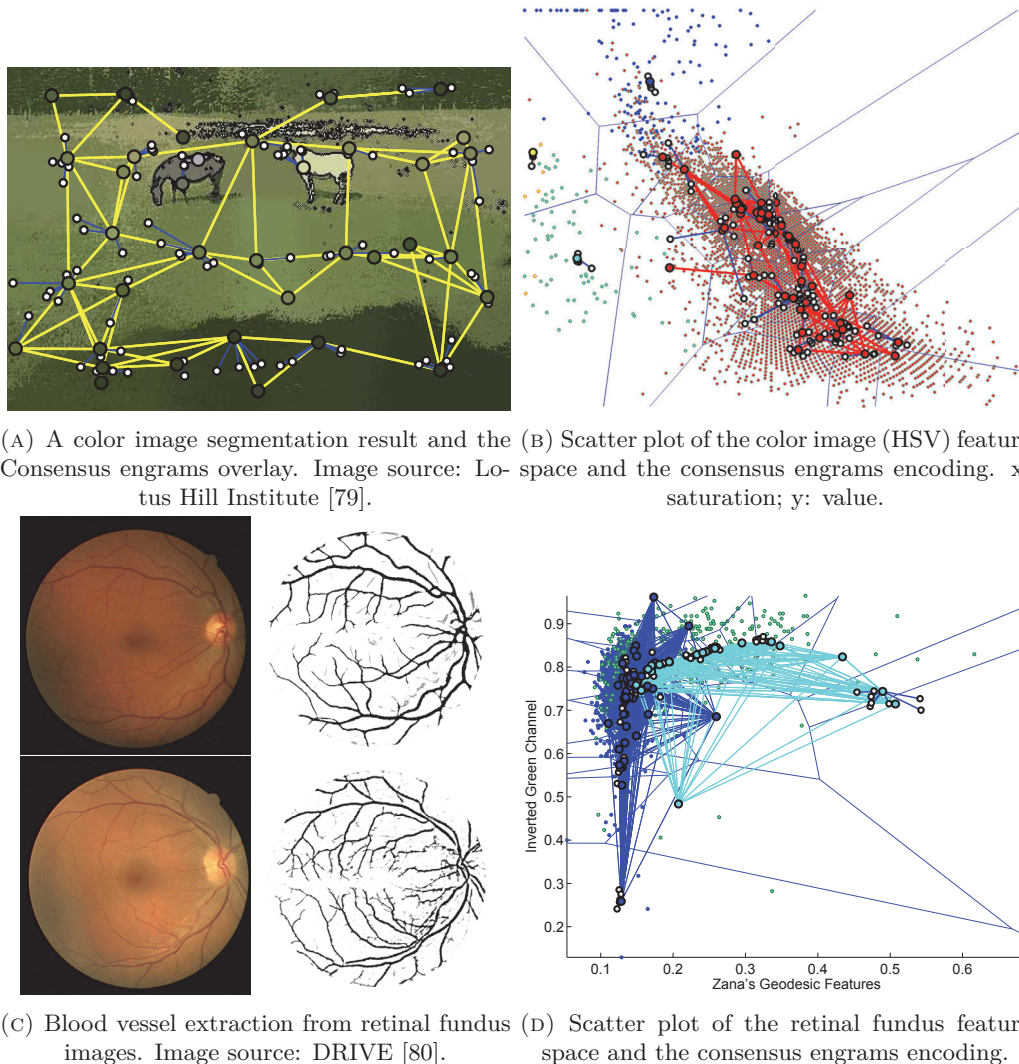 (A) A color image segmentation result and the
Consensus engrams overlay. Image source: Lo-
tus Hill Institute [79].
(B) Scatter plot of the color image (HSV) featur
space and the consensus engrams encoding. x
saturation; y: value.
(C) Blood vessel extraction from retinal fundus
images. Image source: DRIVE [80].
0.9
0.8
0.7
0.6
0.5
0.4
0.3
0.2
Inverted Green Channel
0.1 0.2 0.3 0.4 0.5 0.6
Zana's Geodesic Features
(D) Scatter plot of the retinal fundus featur
space and the consensus engrams encoding.